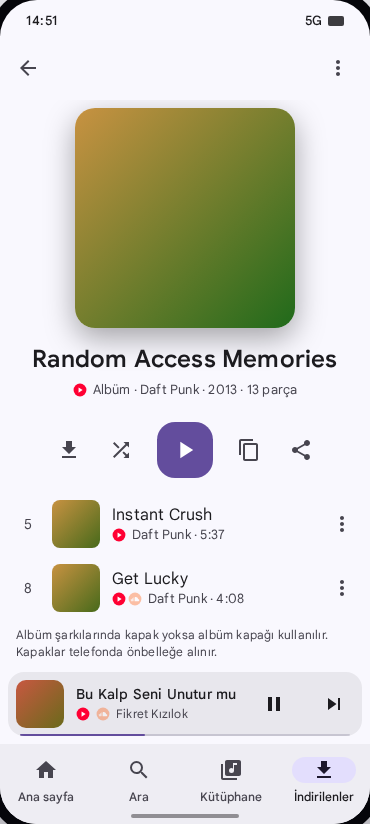 14:51 5G
Random Access Memories
Albüm · Daft Punk · 2013 · 13 parça
5 Instant Crush
Daft Punk · 5:37
8 Get Lucky
Daft Punk · 4:08
Albüm şarkılarında kapak yoksa albüm kapağı kullanılır.
Kapaklar telefonda önbelleğe alınır.
Bu Kalp Seni Unutur mu
Fikret Kızılok
Ana sayfa Ara Kütüphane İndirilenler